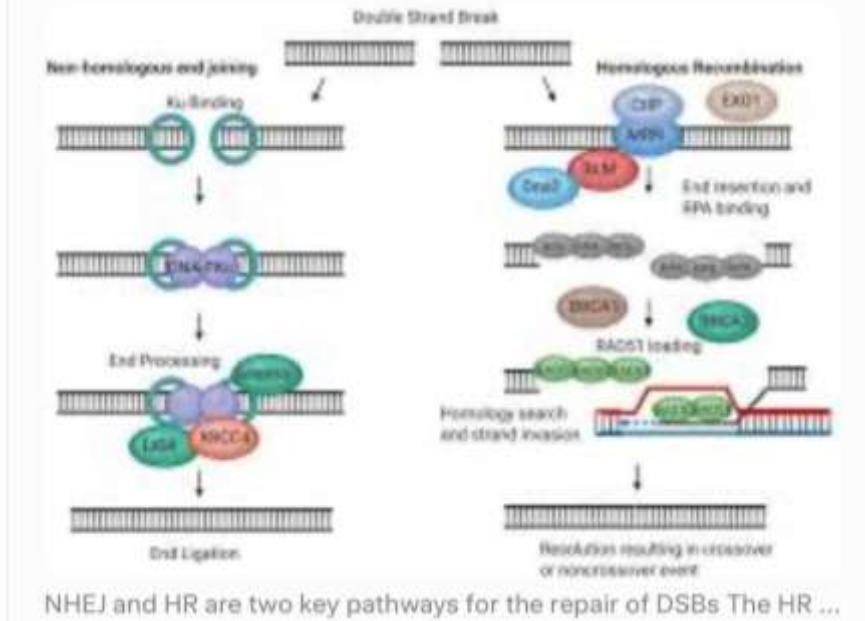 Double Strand Break
Non-homologous end joining
Homologous Recombination
Ku Binding
CtIP
EXO1
MRN
BLM
Dna2
End resection and
RPA binding
DNA-PKcs
BRCA1
BRCA2
RAD51 loading
End Processing
Lig4
XRCC4
Homology search
and strand invasion
End Ligation
Resolution resulting in crossover
or noncrossover event
NHEJ and HR are two key pathways for the repair of DSBs The HR ...